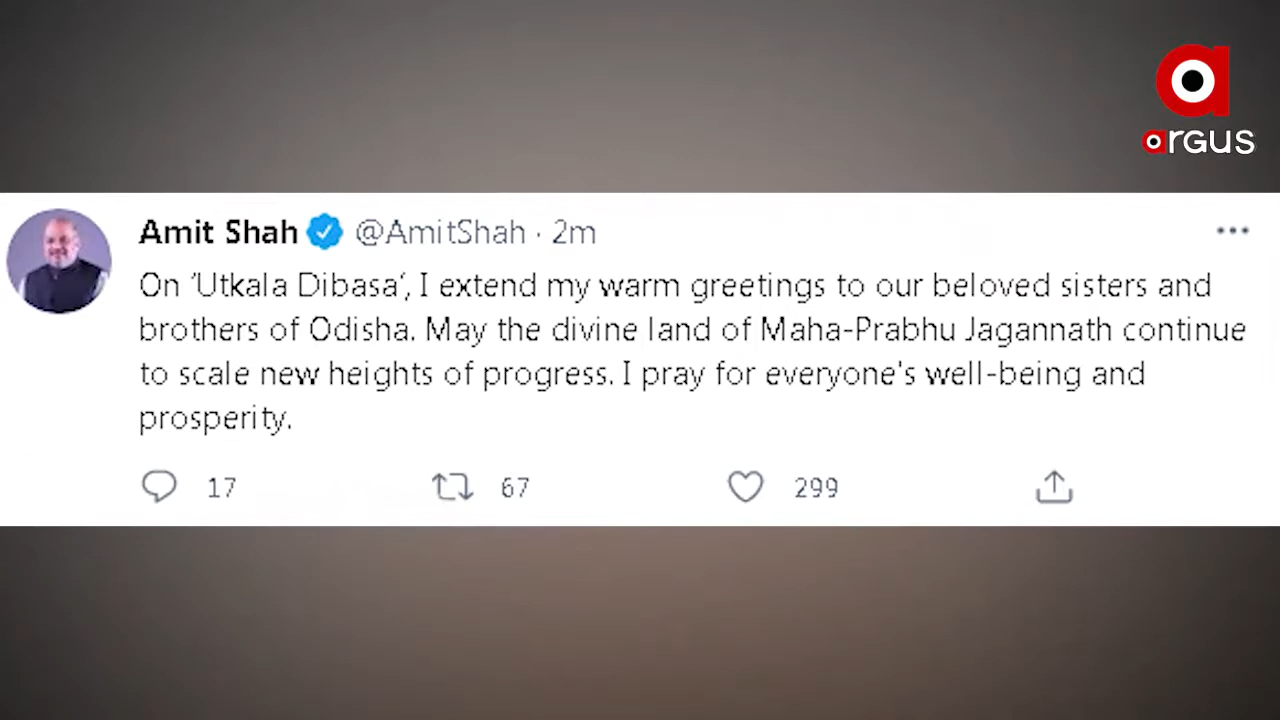 argus
Amit Shah @AmitShah · 2m
On ‘Utkala Dibasa‘, I extend my warm greetings to our beloved sisters and
brothers of Odisha. May the divine land of Maha-Prabhu Jagannath continue
to scale new heights of progress. I pray for everyone's well-being and
prosperity.
17 67 299